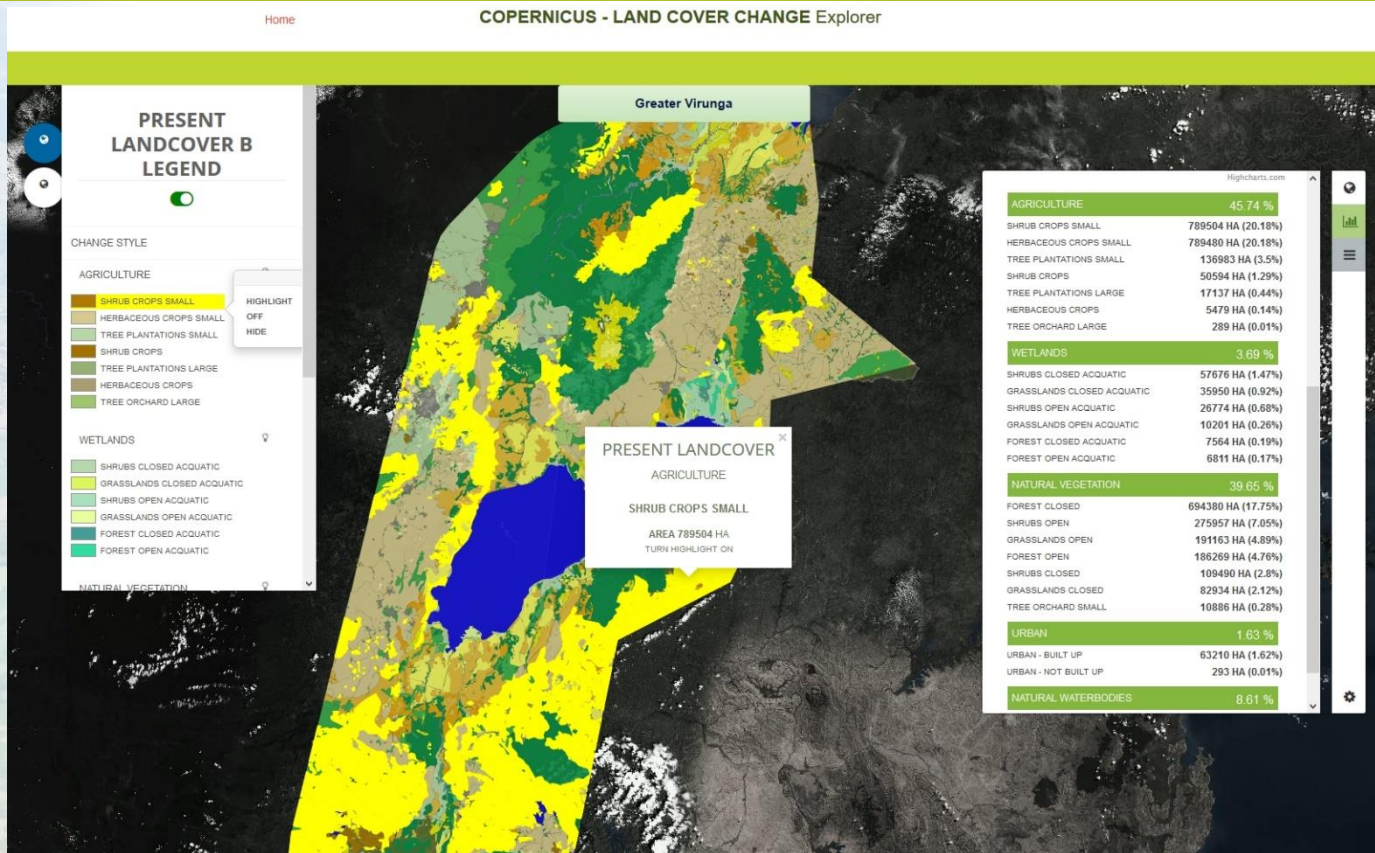 Home
COPERNICUS - LAND COVER CHANGE Explorer
Greater Virunga
PRESENT
LANDCOVER B
LEGEND
CHANGE STYLE
AGRICULTURE
SHRUB CROPS SMALL
HERBACEOUS CROPS SMALL
TREE PLANTATIONS SMALL
SHRUB CROPS
TREE PLANTATIONS LARGE
HERBACEOUS CROPS
TREE ORCHARD LARGE
HIGHLIGHT
OFF
HIDE
WETLANDS
SHRUBS CLOSED ACQUATIC
GRASSLANDS CLOSED ACQUATIC
SHRUBS OPEN ACQUATIC
GRASSLANDS OPEN ACQUATIC
FOREST CLOSED ACQUATIC
FOREST OPEN ACQUATIC
NATURAL VEGETATION
PRESENT LANDCOVER
AGRICULTURE
SHRUB CROPS SMALL
AREA 789504 HA
TURN HIGHLIGHT ON
Highcharts.com
AGRICULTURE 45.74 %
SHRUB CROPS SMALL 789504 HA (20.18%)
HERBACEOUS CROPS SMALL 789480 HA (20.18%)
TREE PLANTATIONS SMALL 136983 HA (3.5%)
SHRUB CROPS 50594 HA (1.29%)
TREE PLANTATIONS LARGE 17137 HA (0.44%)
HERBACEOUS CROPS 5479 HA (0.14%)
TREE ORCHARD LARGE 289 HA (0.01%)
WETLANDS 3.69 %
SHRUBS CLOSED ACQUATIC 57676 HA (1.47%)
GRASSLANDS CLOSED ACQUATIC 35950 HA (0.92%)
SHRUBS OPEN ACQUATIC 26774 HA (0.68%)
GRASSLANDS OPEN ACQUATIC 10201 HA (0.26%)
FOREST CLOSED ACQUATIC 7564 HA (0.19%)
FOREST OPEN ACQUATIC 6811 HA (0.17%)
NATURAL VEGETATION 39.65 %
FOREST CLOSED 694380 HA (17.75%)
SHRUBS OPEN 275957 HA (7.05%)
GRASSLANDS OPEN 191163 HA (4.89%)
FOREST OPEN 186269 HA (4.76%)
SHRUBS CLOSED 109490 HA (2.8%)
GRASSLANDS CLOSED 82934 HA (2.12%)
TREE ORCHARD SMALL 10886 HA (0.28%)
URBAN 1.63 %
URBAN - BUILT UP 63210 HA (1.62%)
URBAN - NOT BUILT UP 293 HA (0.01%)
NATURAL WATERBODIES 8.61 %